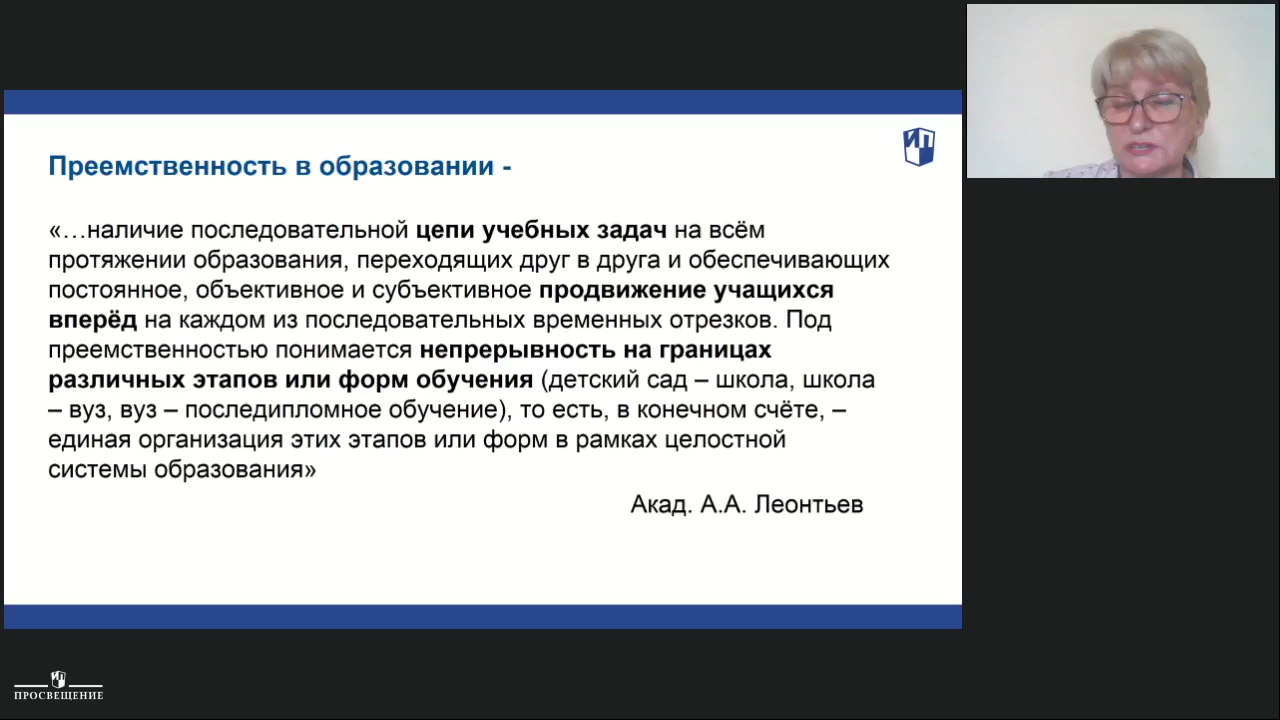 Преемственность в образовании -
«…наличие последовательной цепи учебных задач на всём
протяжении образования, переходящих друг в друга и обеспечивающих
постоянное, объективное и субъективное продвижение учащихся
вперёд на каждом из последовательных временных отрезков. Под
преемственностью понимается непрерывность на границах
различных этапов или форм обучения (детский сад – школа, школа
– вуз, вуз – последипломное обучение), то есть, в конечном счёте, –
единая организация этих этапов или форм в рамках целостной
системы образования»
Акад. А.А. Леонтьев
ИП
ПРОСВЕЩЕНИЕ